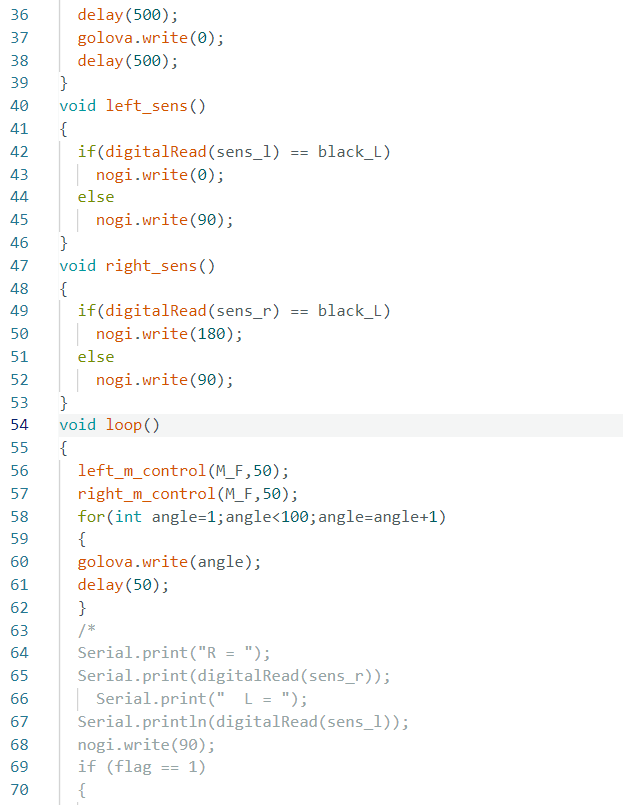 36 delay(500);
37 golova.write(0);
38 delay(500);
39 }
40 void left_sens()
41 {
42 if(digitalRead(sens_l) == black_L)
43 nogi.write(0);
44 else
45 nogi.write(90);
46 }
47 void right_sens()
48 {
49 if(digitalRead(sens_r) == black_L)
50 nogi.write(180);
51 else
52 nogi.write(90);
53 }
54 void loop()
55 {
56 left_m_control(M_F,50);
57 right_m_control(M_F,50);
58 for(int angle=1;angle<100;angle=angle+1)
59 {
60 golova.write(angle);
61 delay(50);
62 }
63 /*
64 Serial.print("R = ");
65 Serial.print(digitalRead(sens_r));
66 Serial.print("  L = ");
67 Serial.println(digitalRead(sens_l));
68 nogi.write(90);
69 if (flag == 1)
70 {